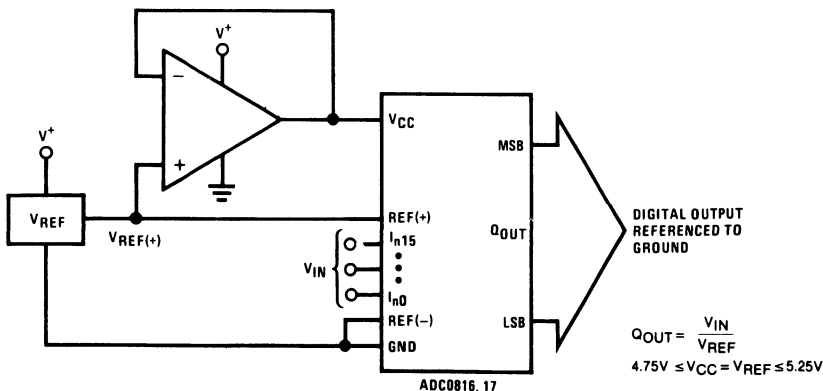 V+
−
V+
VREF
+
VREF(+)
VCC
REF(+)
In15
VIN
In0
REF(−)
GND
MSB
QOUT
LSB
DIGITAL OUTPUT
REFERENCED TO
GROUND
QOUT = VIN / VREF
4.75V ≤ VCC = VREF ≤ 5.25V
ADC0816, 17